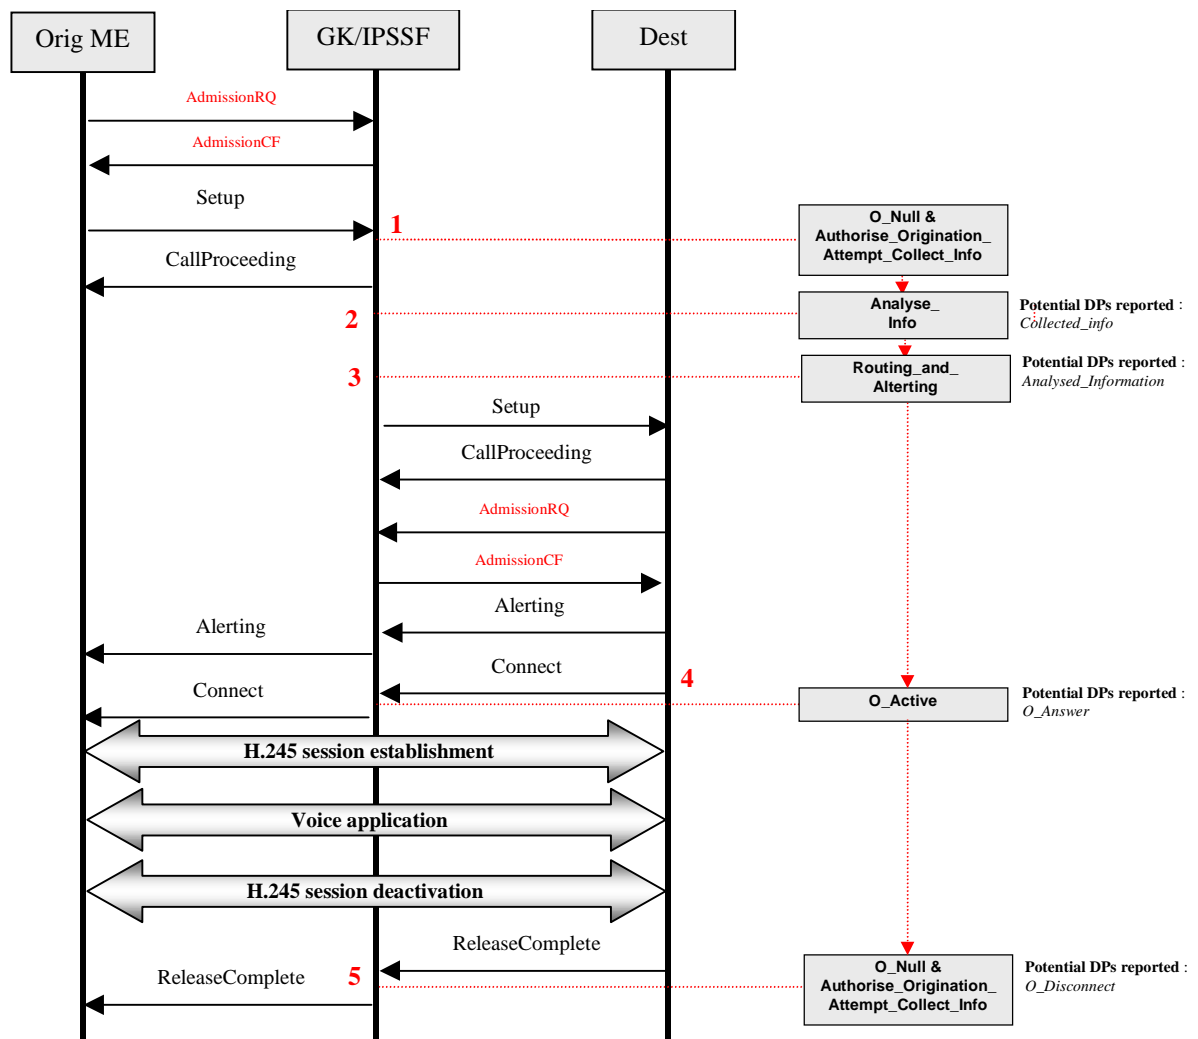 Orig ME
GK/IPSSF
Dest
AdmissionRQ
AdmissionCF
Setup
1
O_Null &
Authorise_Origination_
Attempt_Collect_Info
CallProceeding
2
Analyse_
Info
Potential DPs reported :
Collected_info
3
Routing_and_
Alterting
Potential DPs reported :
Analysed_Information
Setup
CallProceeding
AdmissionRQ
AdmissionCF
Alerting
Alerting
Connect
4
Connect
O_Active
Potential DPs reported :
O_Answer
H.245 session establishment
Voice application
H.245 session deactivation
ReleaseComplete
ReleaseComplete
5
O_Null &
Authorise_Origination_
Attempt_Collect_Info
Potential DPs reported :
O_Disconnect